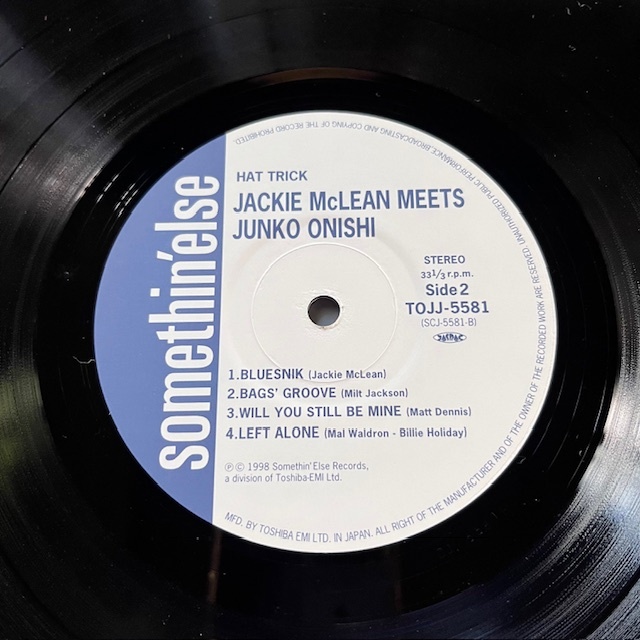 somethin'else
HAT TRICK
JACKIE McLEAN MEETS
JUNKO ONISHI
STEREO
33 1/3 r.p.m.
Side 2
TOJJ-5581
(SCJ-5581-B)
JASRAC
1.BLUESNIK (Jackie McLean)
2.BAGS' GROOVE (Milt Jackson)
3.WILL YOU STILL BE MINE (Matt Dennis)
4.LEFT ALONE (Mal Waldron - Billie Holiday)
℗ © 1998 Somethin' Else Records,
a division of Toshiba-EMI Ltd.
MFD. BY TOSHIBA EMI LTD. IN JAPAN. ALL RIGHT OF THE MANUFACTURER AND OF THE OWNER OF THE RECORDED WORK ARE RESERVED. UNAUTHORIZED PUBLIC PERFORMANCE,BROADCASTING AND COPYING OF THE RECORD PROHIBITED.